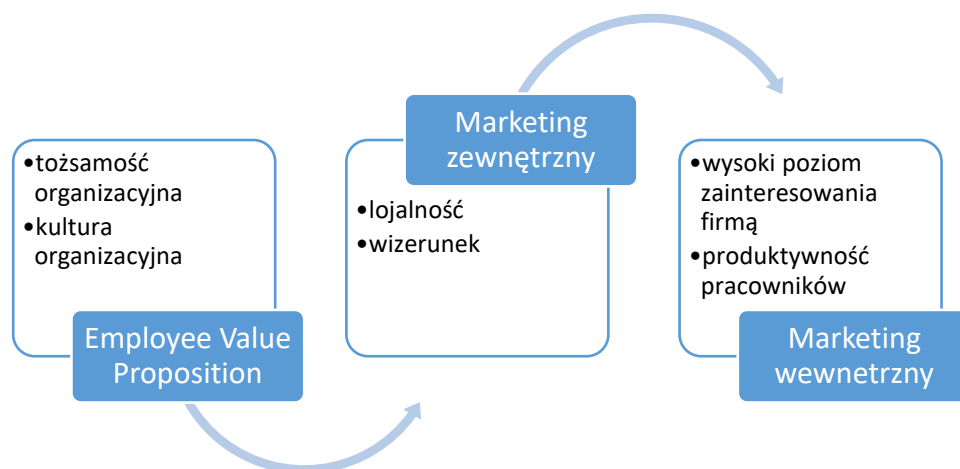 •tożsamość
organizacyjna
•kultura
organizacyjna
Employee Value
Proposition
Marketing
zewnętrzny
•lojalność
•wizerunek
•wysoki poziom
zainteresowania
firmą
•produktywność
pracowników
Marketing
wewnetrzny